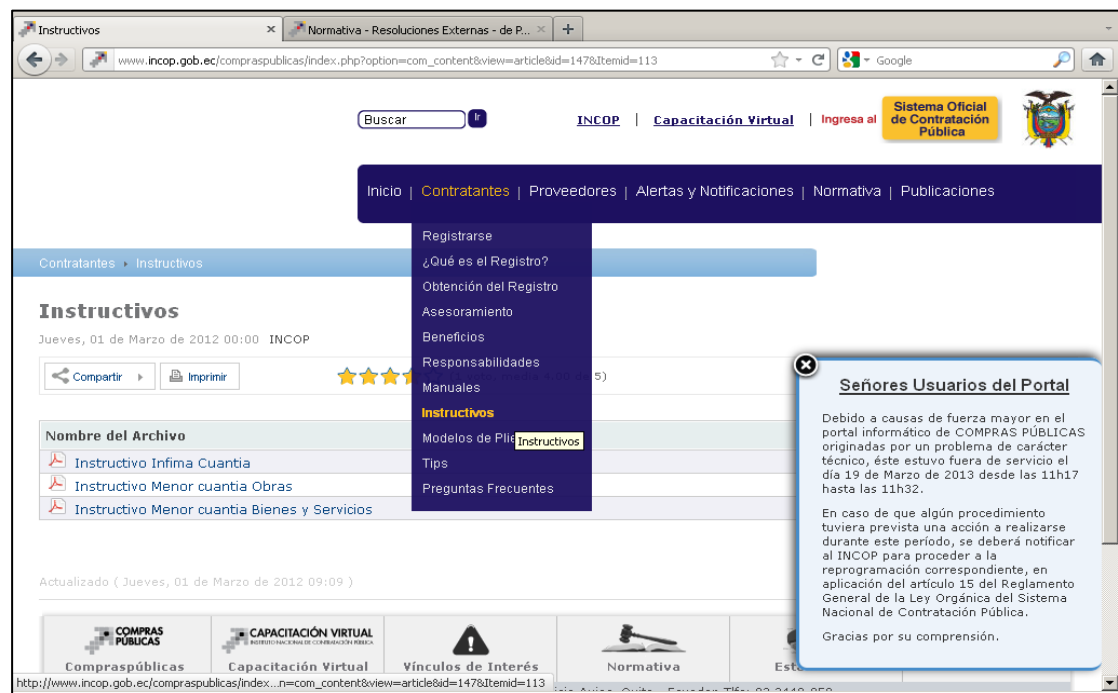 Instructivos
Normativa - Resoluciones Externas - de P...
www.incop.gob.ec/compraspublicas/index.php?option=com_content&view=article&id=147&Itemid=113
Google
Buscar
Ir
INCOP | Capacitación Virtual | Ingresa al
Sistema Oficial
de Contratación
Pública
Inicio | Contratantes | Proveedores | Alertas y Notificaciones | Normativa | Publicaciones
Registrarse
¿Qué es el Registro?
Obtención del Registro
Asesoramiento
Beneficios
Responsabilidades
Manuales
Instructivos
Modelos de Plie
Instructivos
Tips
Preguntas Frecuentes
Contratantes Instructivos
Instructivos
Jueves, 01 de Marzo de 2012 00:00 INCOP
Compartir
Imprimir
5)
Nombre del Archivo
Instructivo Infima Cuantia
Instructivo Menor cuantia Obras
Instructivo Menor cuantia Bienes y Servicios
Actualizado ( Jueves, 01 de Marzo de 2012 09:09 )
Señores Usuarios del Portal
Debido a causas de fuerza mayor en el
portal informático de COMPRAS PÚBLICAS
originadas por un problema de carácter
técnico, éste estuvo fuera de servicio el
día 19 de Marzo de 2013 desde las 11h17
hasta las 11h32.
En caso de que algún procedimiento
tuviera prevista una acción a realizarse
durante este período, se deberá notificar
al INCOP para proceder a la
reprogramación correspondiente, en
aplicación del artículo 15 del Reglamento
General de la Ley Orgánica del Sistema
Nacional de Contratación Pública.
Gracias por su comprensión.
COMPRAS
PÚBLICAS
Compraspúblicas
CAPACITACIÓN VIRTUAL
INSTITUTO NACIONAL DE CONTRATACIÓN PÚBLICA
Capacitación Virtual
Vínculos de Interés
Normativa
Est
http://www.incop.gob.ec/compraspublicas/index...n=com_content&view=article&id=147&Itemid=113